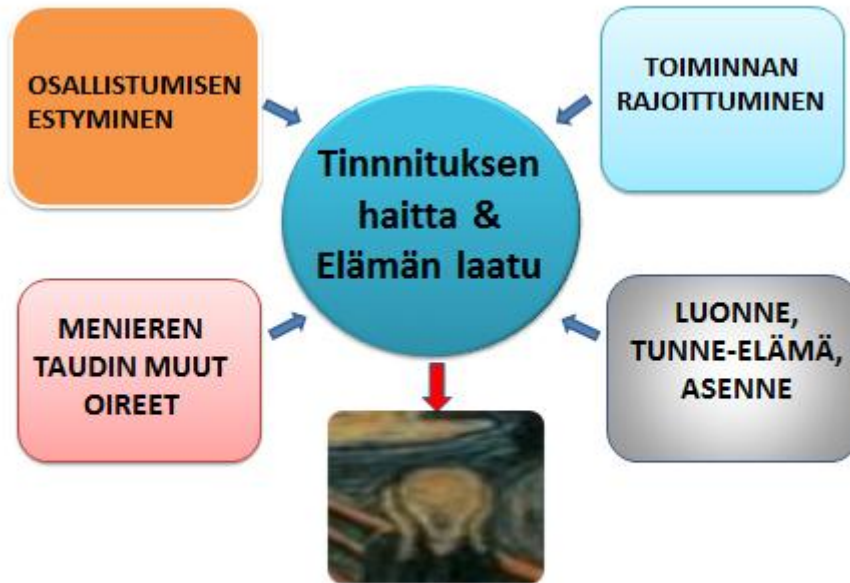 OSALLISTUMISEN
ESTYMINEN
TOIMINNAN
RAJOITTUMINEN
Tinnnituksen
haitta &
Elämän laatu
MENIEREN
TAUDIN MUUT
OIREET
LUONNE,
TUNNE-ELÄMÄ,
ASENNE